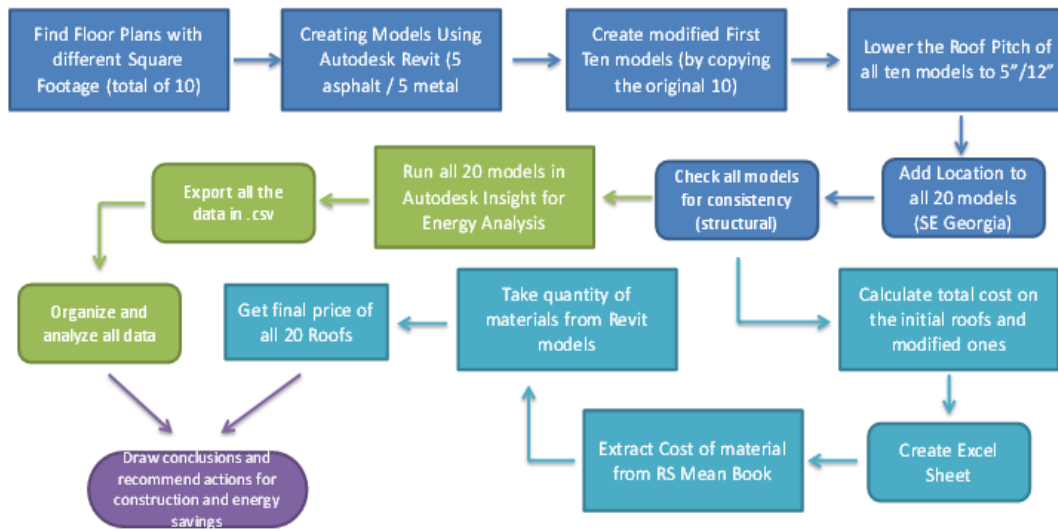 Find Floor Plans with
different Square
Footage (total of 10)
Creating Models Using
Autodesk Revit (5
asphalt / 5 metal
Create modified First
Ten models (by copying
the original 10)
Lower the Roof Pitch of
all ten models to 5”/12”
Add Location to
all 20 models
(SE Georgia)
Check all models
for consistency
(structural)
Run all 20 models in
Autodesk Insight for
Energy Analysis
Export all the
data in .csv
Organize and
analyze all data
Calculate total cost on
the initial roofs and
modified ones
Create Excel
Sheet
Extract Cost of material
from RS Mean Book
Take quantity of
materials from Revit
models
Get final price of
all 20 Roofs
Draw conclusions and
recommend actions for
construction and energy
savings